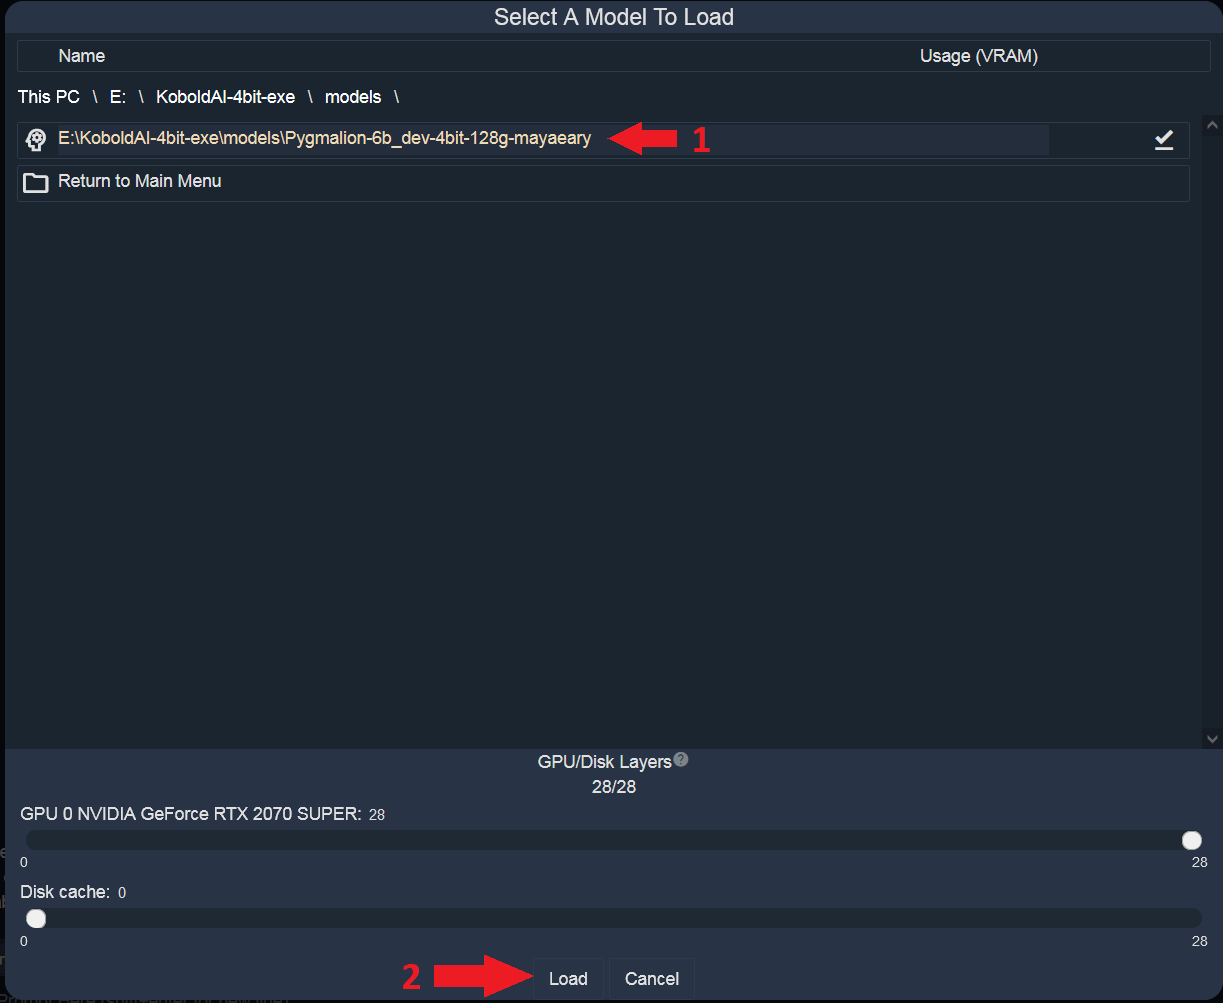 Select A Model To Load
Name Usage (VRAM)
This PC \ E: \ KoboldAI-4bit-exe \ models \
E:\KoboldAI-4bit-exe\models\Pygmalion-6b_dev-4bit-128g-mayaeary 1
Return to Main Menu
GPU/Disk Layers ?
28/28
GPU 0 NVIDIA GeForce RTX 2070 SUPER: 28
0 28
Disk cache: 0
0 28
2 Load Cancel